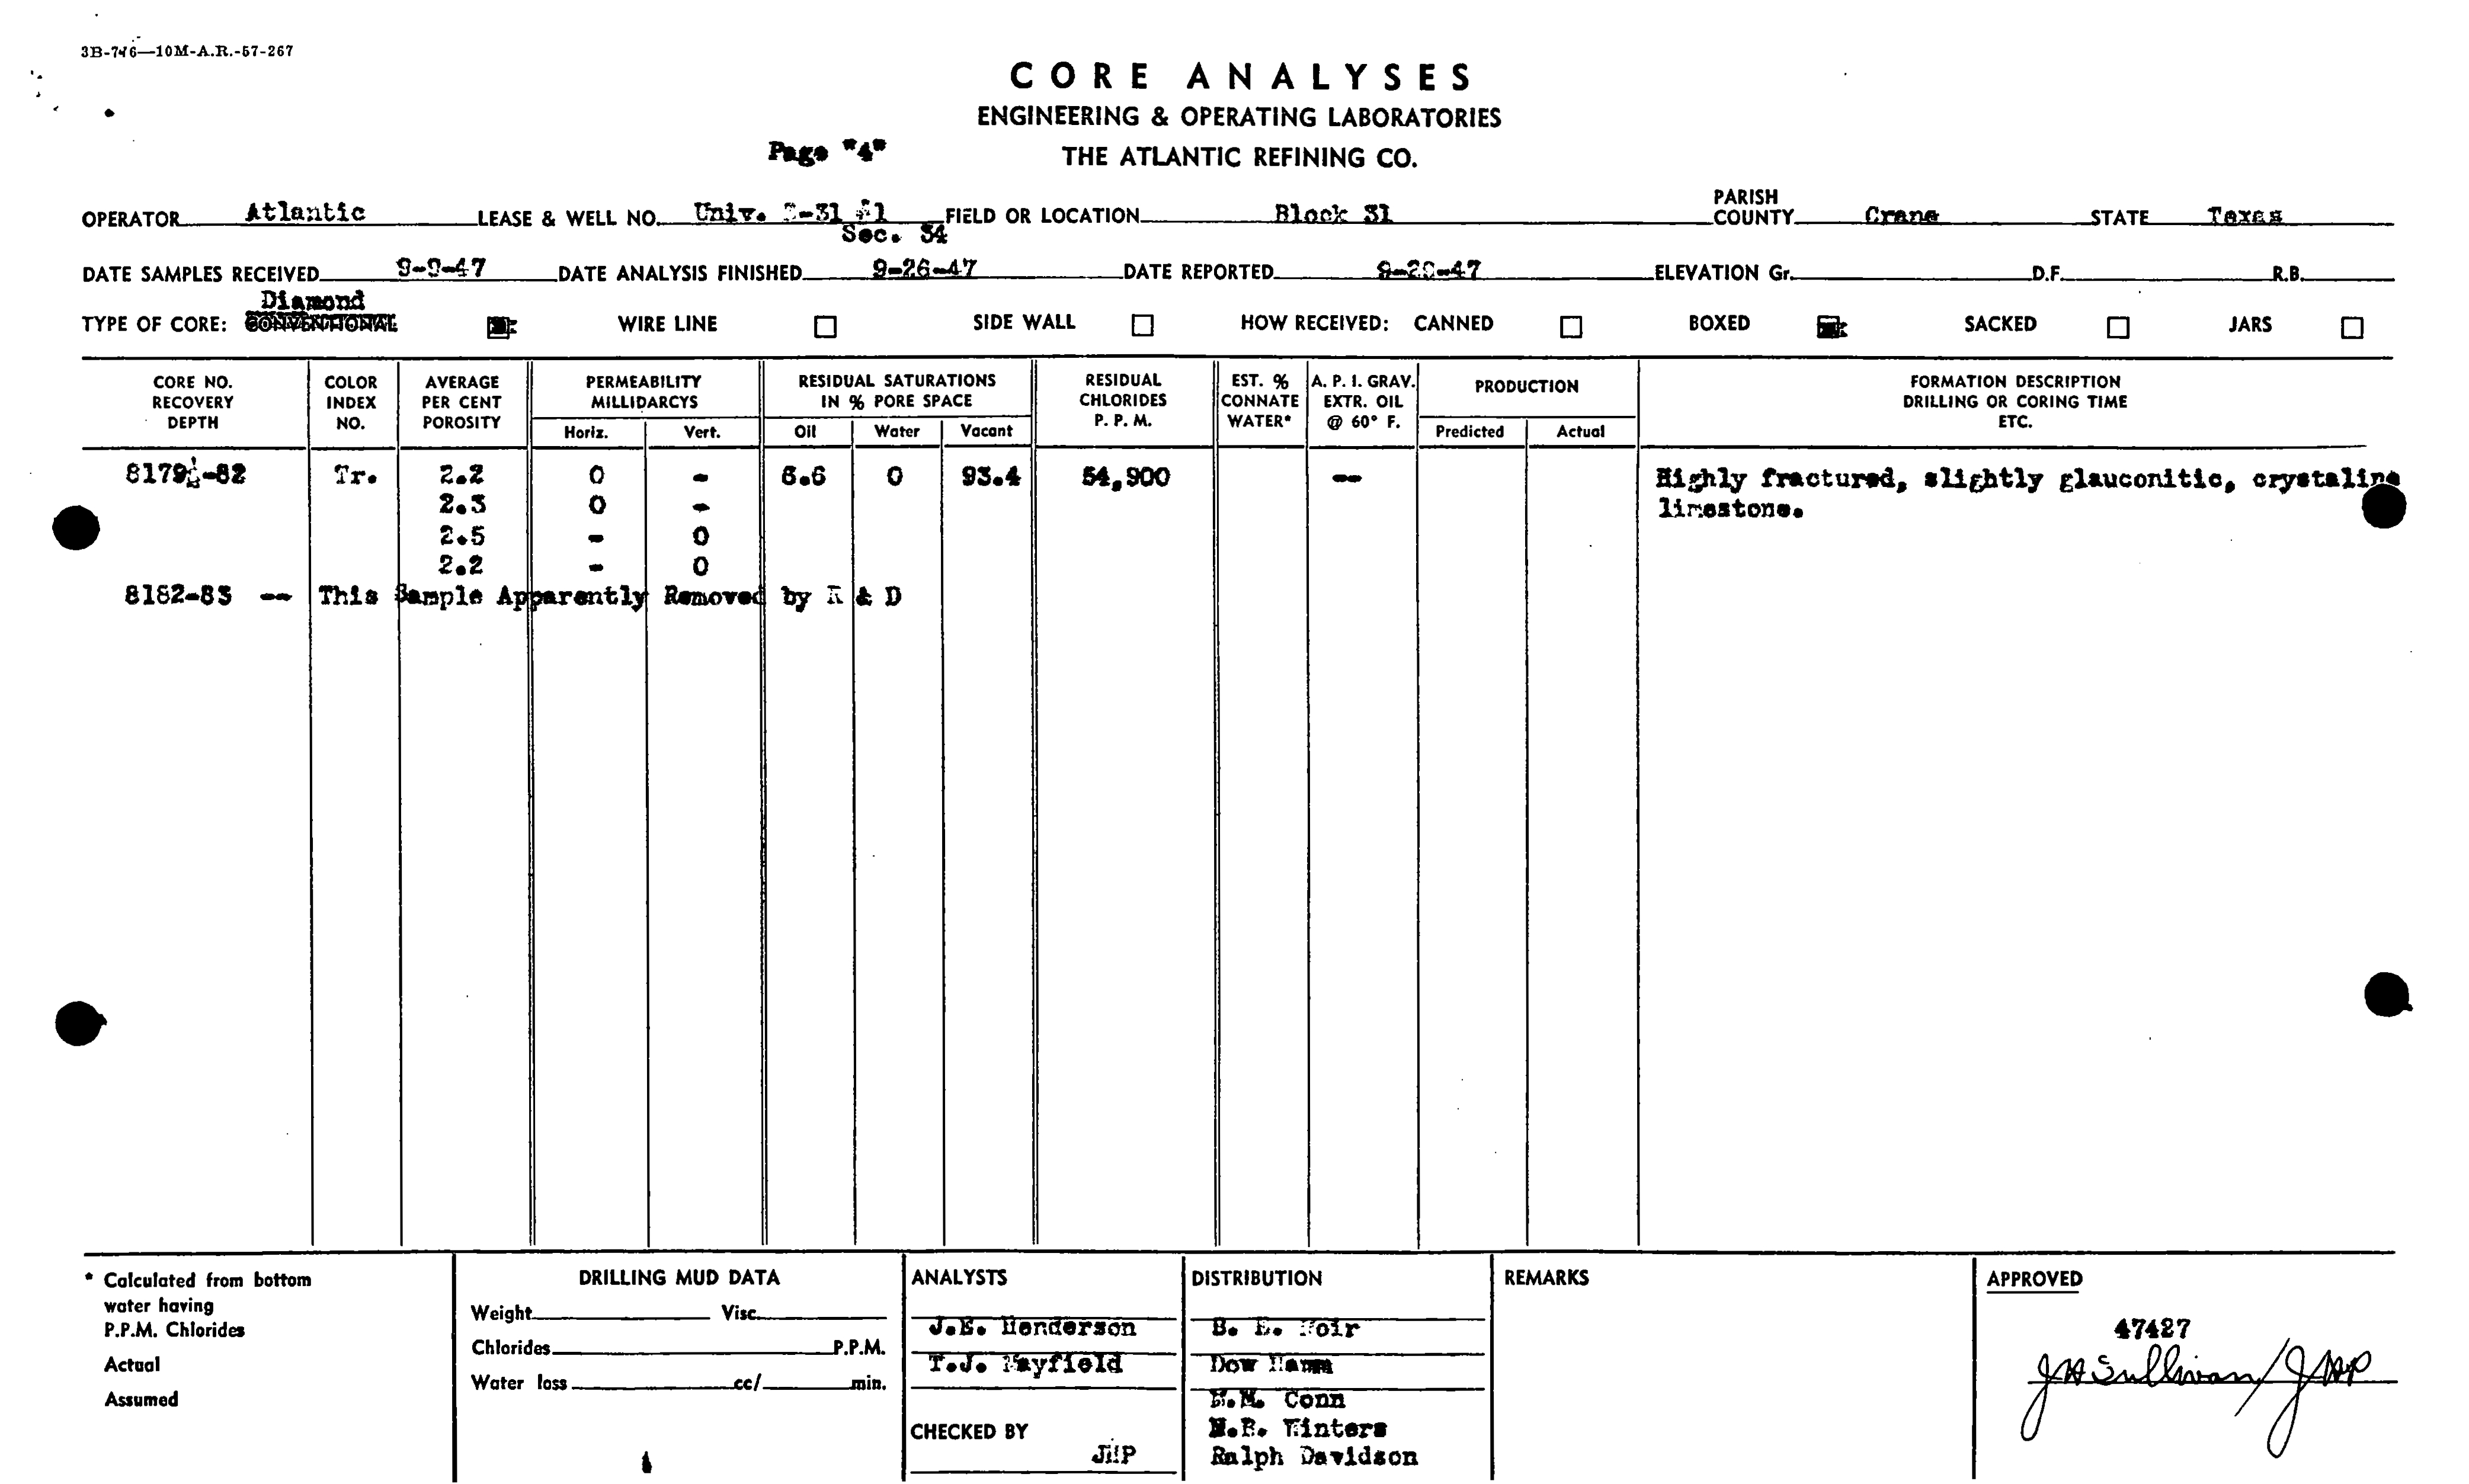 3B-776—10M-A.R.-57-267
CORE ANALYSES
ENGINEERING & OPERATING LABORATORIES
Page "4"
THE ATLANTIC REFINING CO.
OPERATOR Atlantic LEASE & WELL NO. Univ. -31 #1 FIELD OR LOCATION Block 31 PARISH COUNTY Crane STATE Texas
Sec. 34
DATE SAMPLES RECEIVED 9-9-47 DATE ANALYSIS FINISHED 9-26-47 DATE REPORTED ELEVATION Gr. D.F. R.B.
Diamond
TYPE OF CORE: CONVENTIONAL WIRE LINE SIDE WALL HOW RECEIVED: CANNED BOXED SACKED JARS
CORE NO. RECOVERY DEPTH COLOR INDEX NO. AVERAGE PER CENT POROSITY PERMEABILITY MILLIDARCYS RESIDUAL SATURATIONS IN % PORE SPACE RESIDUAL CHLORIDES P. P. M. EST. % CONNATE WATER* A. P. I. GRAV. EXTR. OIL @ 60° F. PRODUCTION FORMATION DESCRIPTION DRILLING OR CORING TIME ETC.
Horiz. Vert. Oil Water Vacant Predicted Actual
8179½-82 Tr. 2.2 0 - 6.6 0 93.4 54,900 -- Highly fractured, slightly glauconitic, crystaline
2.3 0 - limestone.
2.5 - 0
2.2 - 0
8182-83 -- This Sample Apparently Removed by R & D
* Calculated from bottom
water having
P.P.M. Chlorides
Actual
Assumed
DRILLING MUD DATA
Weight Visc.
Chlorides P.P.M.
Water loss cc/ min.
ANALYSTS
J.E. Henderson
T.J. Mayfield
CHECKED BY
JHP
DISTRIBUTION
Dow Hamm
Conn
Winters
Ralph Davidson
REMARKS
APPROVED
47427
JHSullivan/JHP